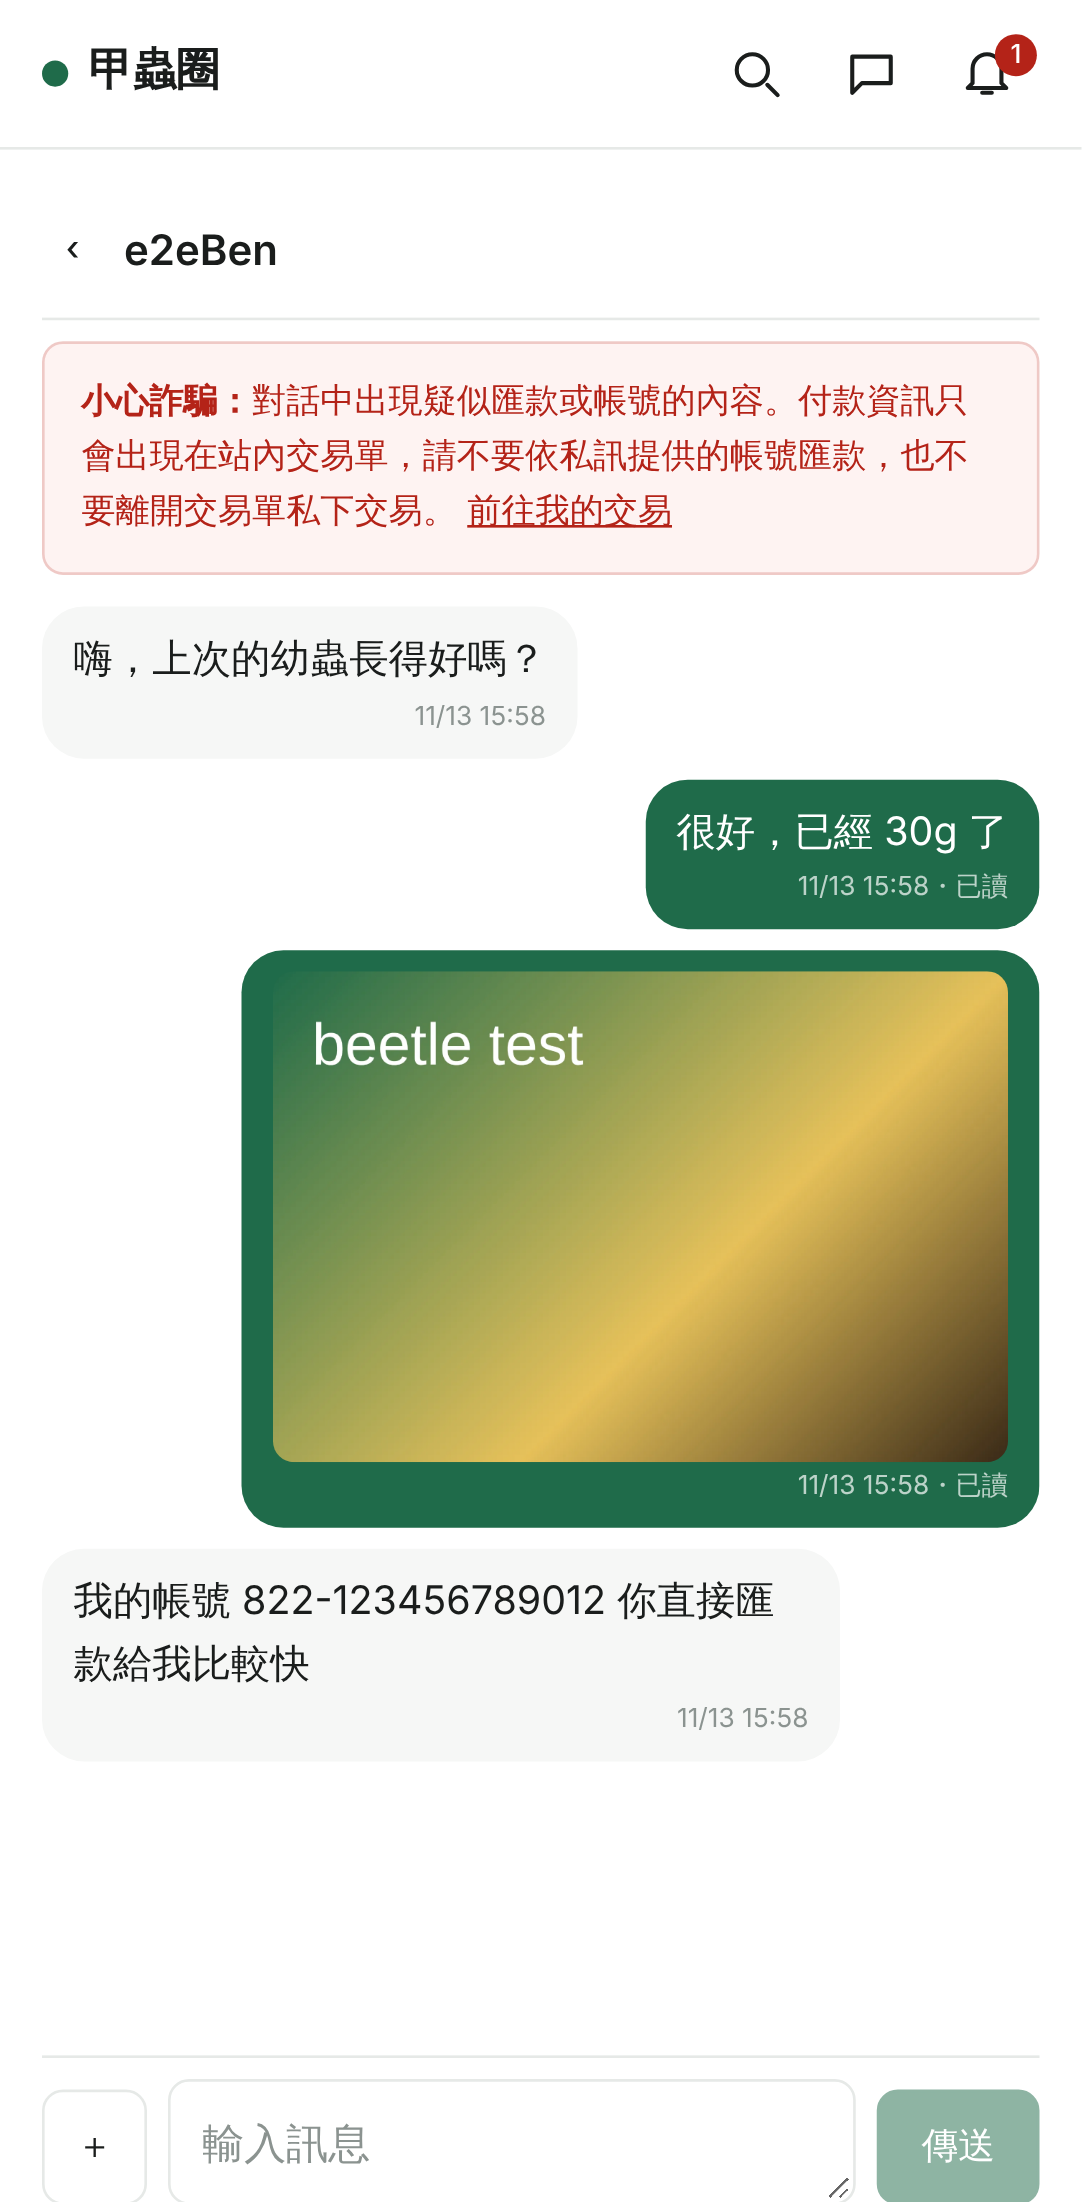 甲蟲圈
1
‹ e2eBen
小心詐騙：對話中出現疑似匯款或帳號的內容。付款資訊只
會出現在站內交易單，請不要依私訊提供的帳號匯款，也不
要離開交易單私下交易。 前往我的交易
嗨，上次的幼蟲長得好嗎？
11/13 15:58
很好，已經 30g 了
11/13 15:58・已讀
beetle test
11/13 15:58・已讀
我的帳號 822-123456789012 你直接匯
款給我比較快
11/13 15:58
+
輸入訊息
傳送